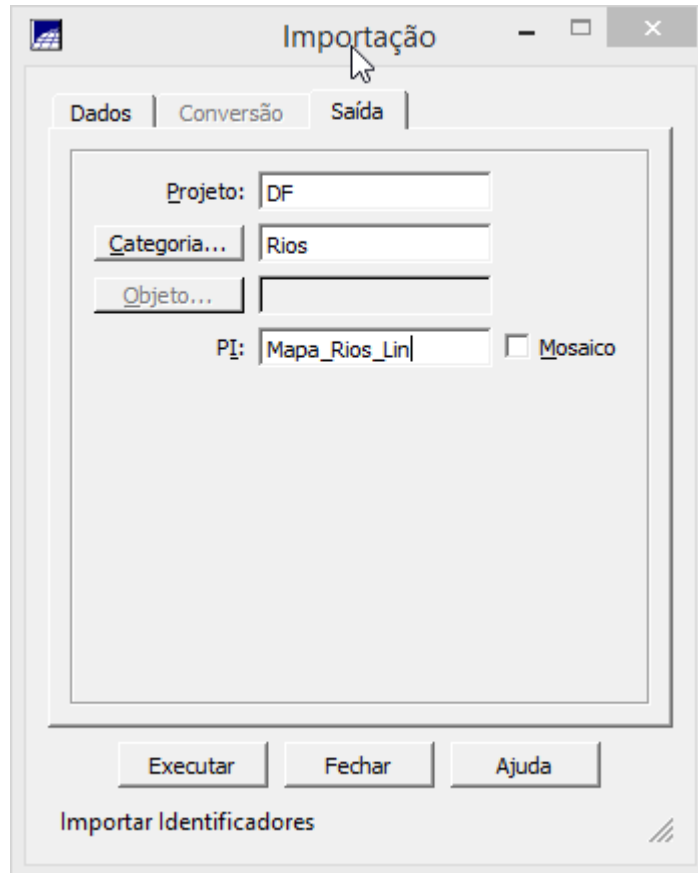 Importação
Dados Conversão Saída
Projeto: DF
Categoria... Rios
Objeto...
PI: Mapa_Rios_Lin Mosaico
Executar Fechar Ajuda
Importar Identificadores